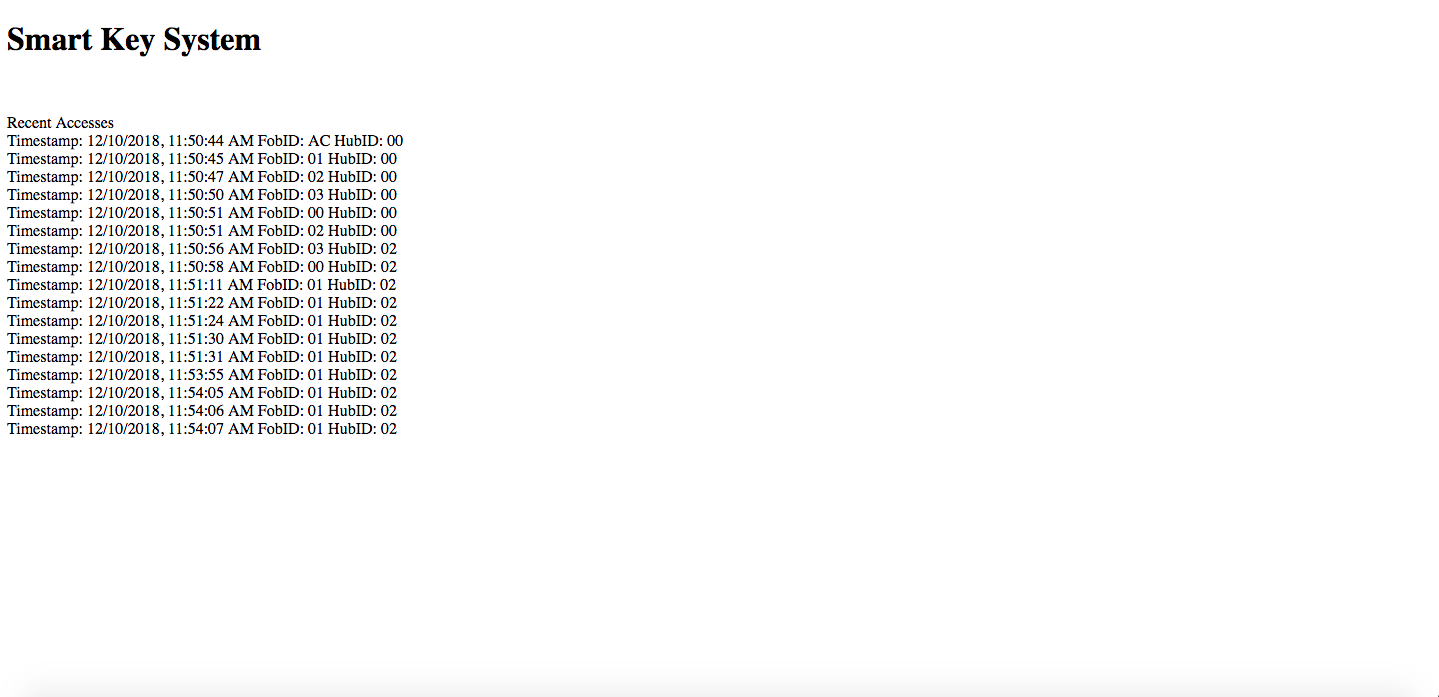 Smart Key System
Recent Accesses
Timestamp: 12/10/2018, 11:50:44 AM FobID: AC HubID: 00
Timestamp: 12/10/2018, 11:50:45 AM FobID: 01 HubID: 00
Timestamp: 12/10/2018, 11:50:47 AM FobID: 02 HubID: 00
Timestamp: 12/10/2018, 11:50:50 AM FobID: 03 HubID: 00
Timestamp: 12/10/2018, 11:50:51 AM FobID: 00 HubID: 00
Timestamp: 12/10/2018, 11:50:51 AM FobID: 02 HubID: 00
Timestamp: 12/10/2018, 11:50:56 AM FobID: 03 HubID: 02
Timestamp: 12/10/2018, 11:50:58 AM FobID: 00 HubID: 02
Timestamp: 12/10/2018, 11:51:11 AM FobID: 01 HubID: 02
Timestamp: 12/10/2018, 11:51:22 AM FobID: 01 HubID: 02
Timestamp: 12/10/2018, 11:51:24 AM FobID: 01 HubID: 02
Timestamp: 12/10/2018, 11:51:30 AM FobID: 01 HubID: 02
Timestamp: 12/10/2018, 11:51:31 AM FobID: 01 HubID: 02
Timestamp: 12/10/2018, 11:53:55 AM FobID: 01 HubID: 02
Timestamp: 12/10/2018, 11:54:05 AM FobID: 01 HubID: 02
Timestamp: 12/10/2018, 11:54:06 AM FobID: 01 HubID: 02
Timestamp: 12/10/2018, 11:54:07 AM FobID: 01 HubID: 02